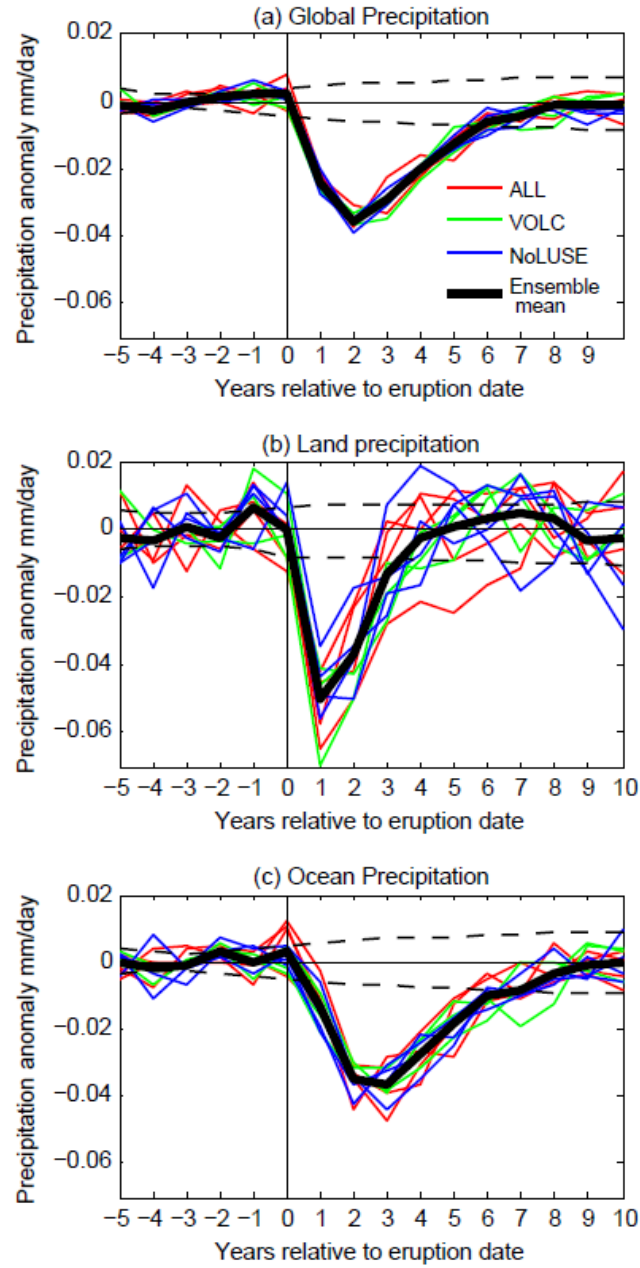 (a) Global Precipitation
Precipitation anomaly mm/day
0.02
0
−0.02
−0.04
−0.06
ALL
VOLC
NoLUSE
Ensemble
mean
−5 −4 −3 −2 −1 0 1 2 3 4 5 6 7 8 9
Years relative to eruption date
(b) Land precipitation
Precipitation anomaly mm/day
0.02
0
−0.02
−0.04
−0.06
−5 −4 −3 −2 −1 0 1 2 3 4 5 6 7 8 9 10
Years relative to eruption date
(c) Ocean Precipitation
Precipitation anomaly mm/day
0.02
0
−0.02
−0.04
−0.06
−5 −4 −3 −2 −1 0 1 2 3 4 5 6 7 8 9 10
Years relative to eruption date